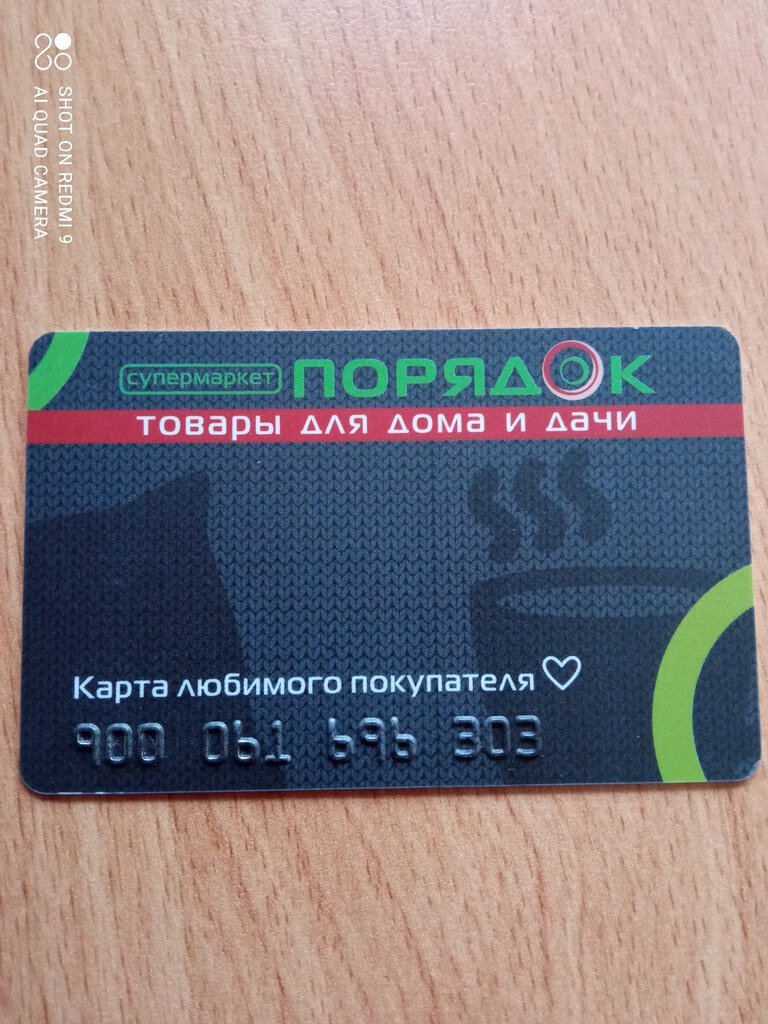 SHOT ON REDMI 9
AI QUAD CAMERA
супермаркет ПОРЯДОК
товары для дома и дачи
Карта любимого покупателя
900 061 696 303